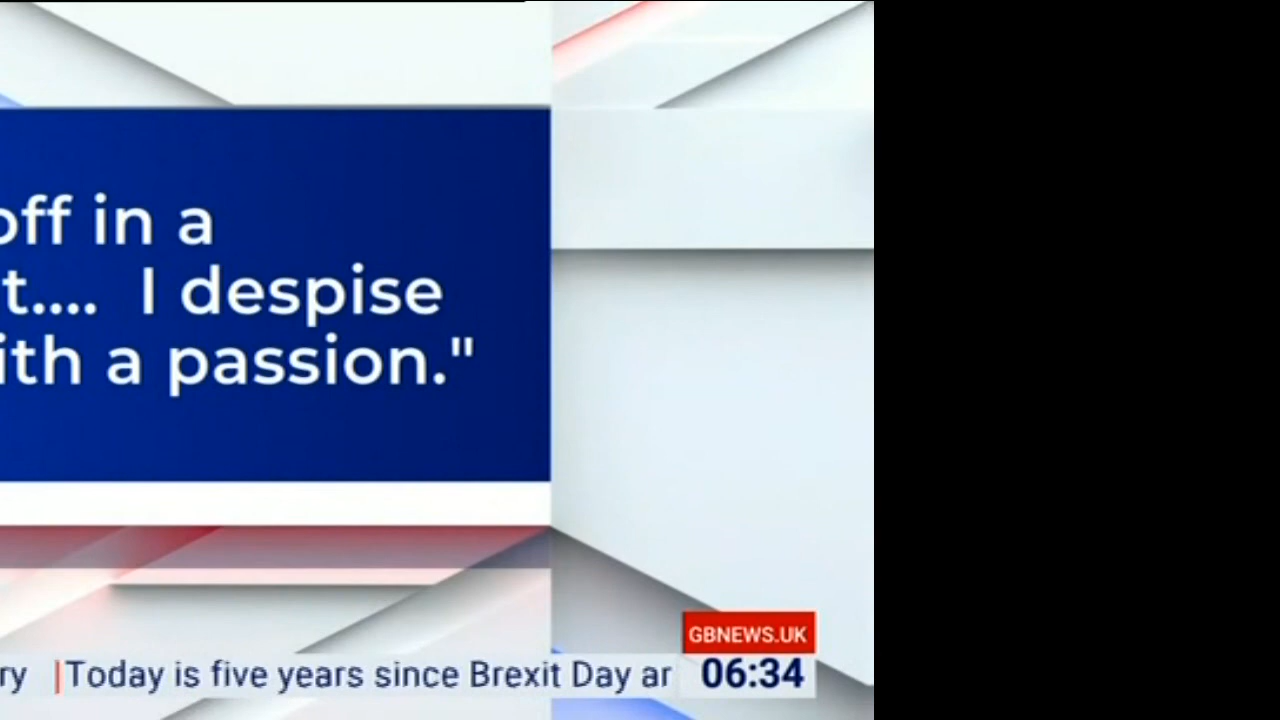 off in a
t.... I despise
ith a passion."
GBNEWS.UK
ry |Today is five years since Brexit Day ar
06:34